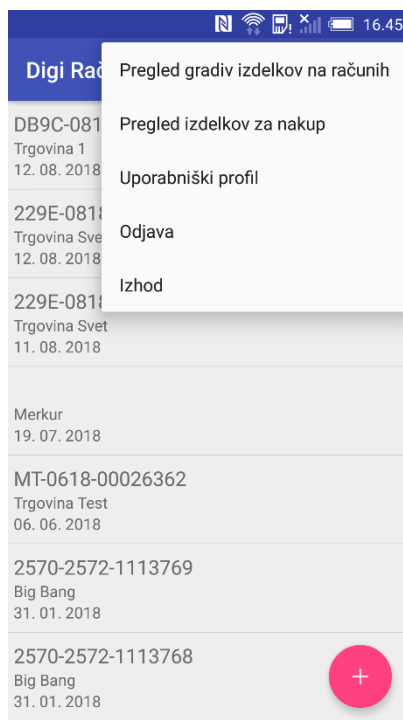 16.45
Digi Rač
Pregled gradiv izdelkov na računih
Pregled izdelkov za nakup
Uporabniški profil
Odjava
Izhod
DB9C-081
Trgovina 1
12. 08. 2018
229E-0818
Trgovina Sve
12. 08. 2018
229E-0818
Trgovina Svet
11. 08. 2018
Merkur
19. 07. 2018
MT-0618-00026362
Trgovina Test
06. 06. 2018
2570-2572-1113769
Big Bang
31. 01. 2018
2570-2572-1113768
Big Bang
31. 01. 2018
+